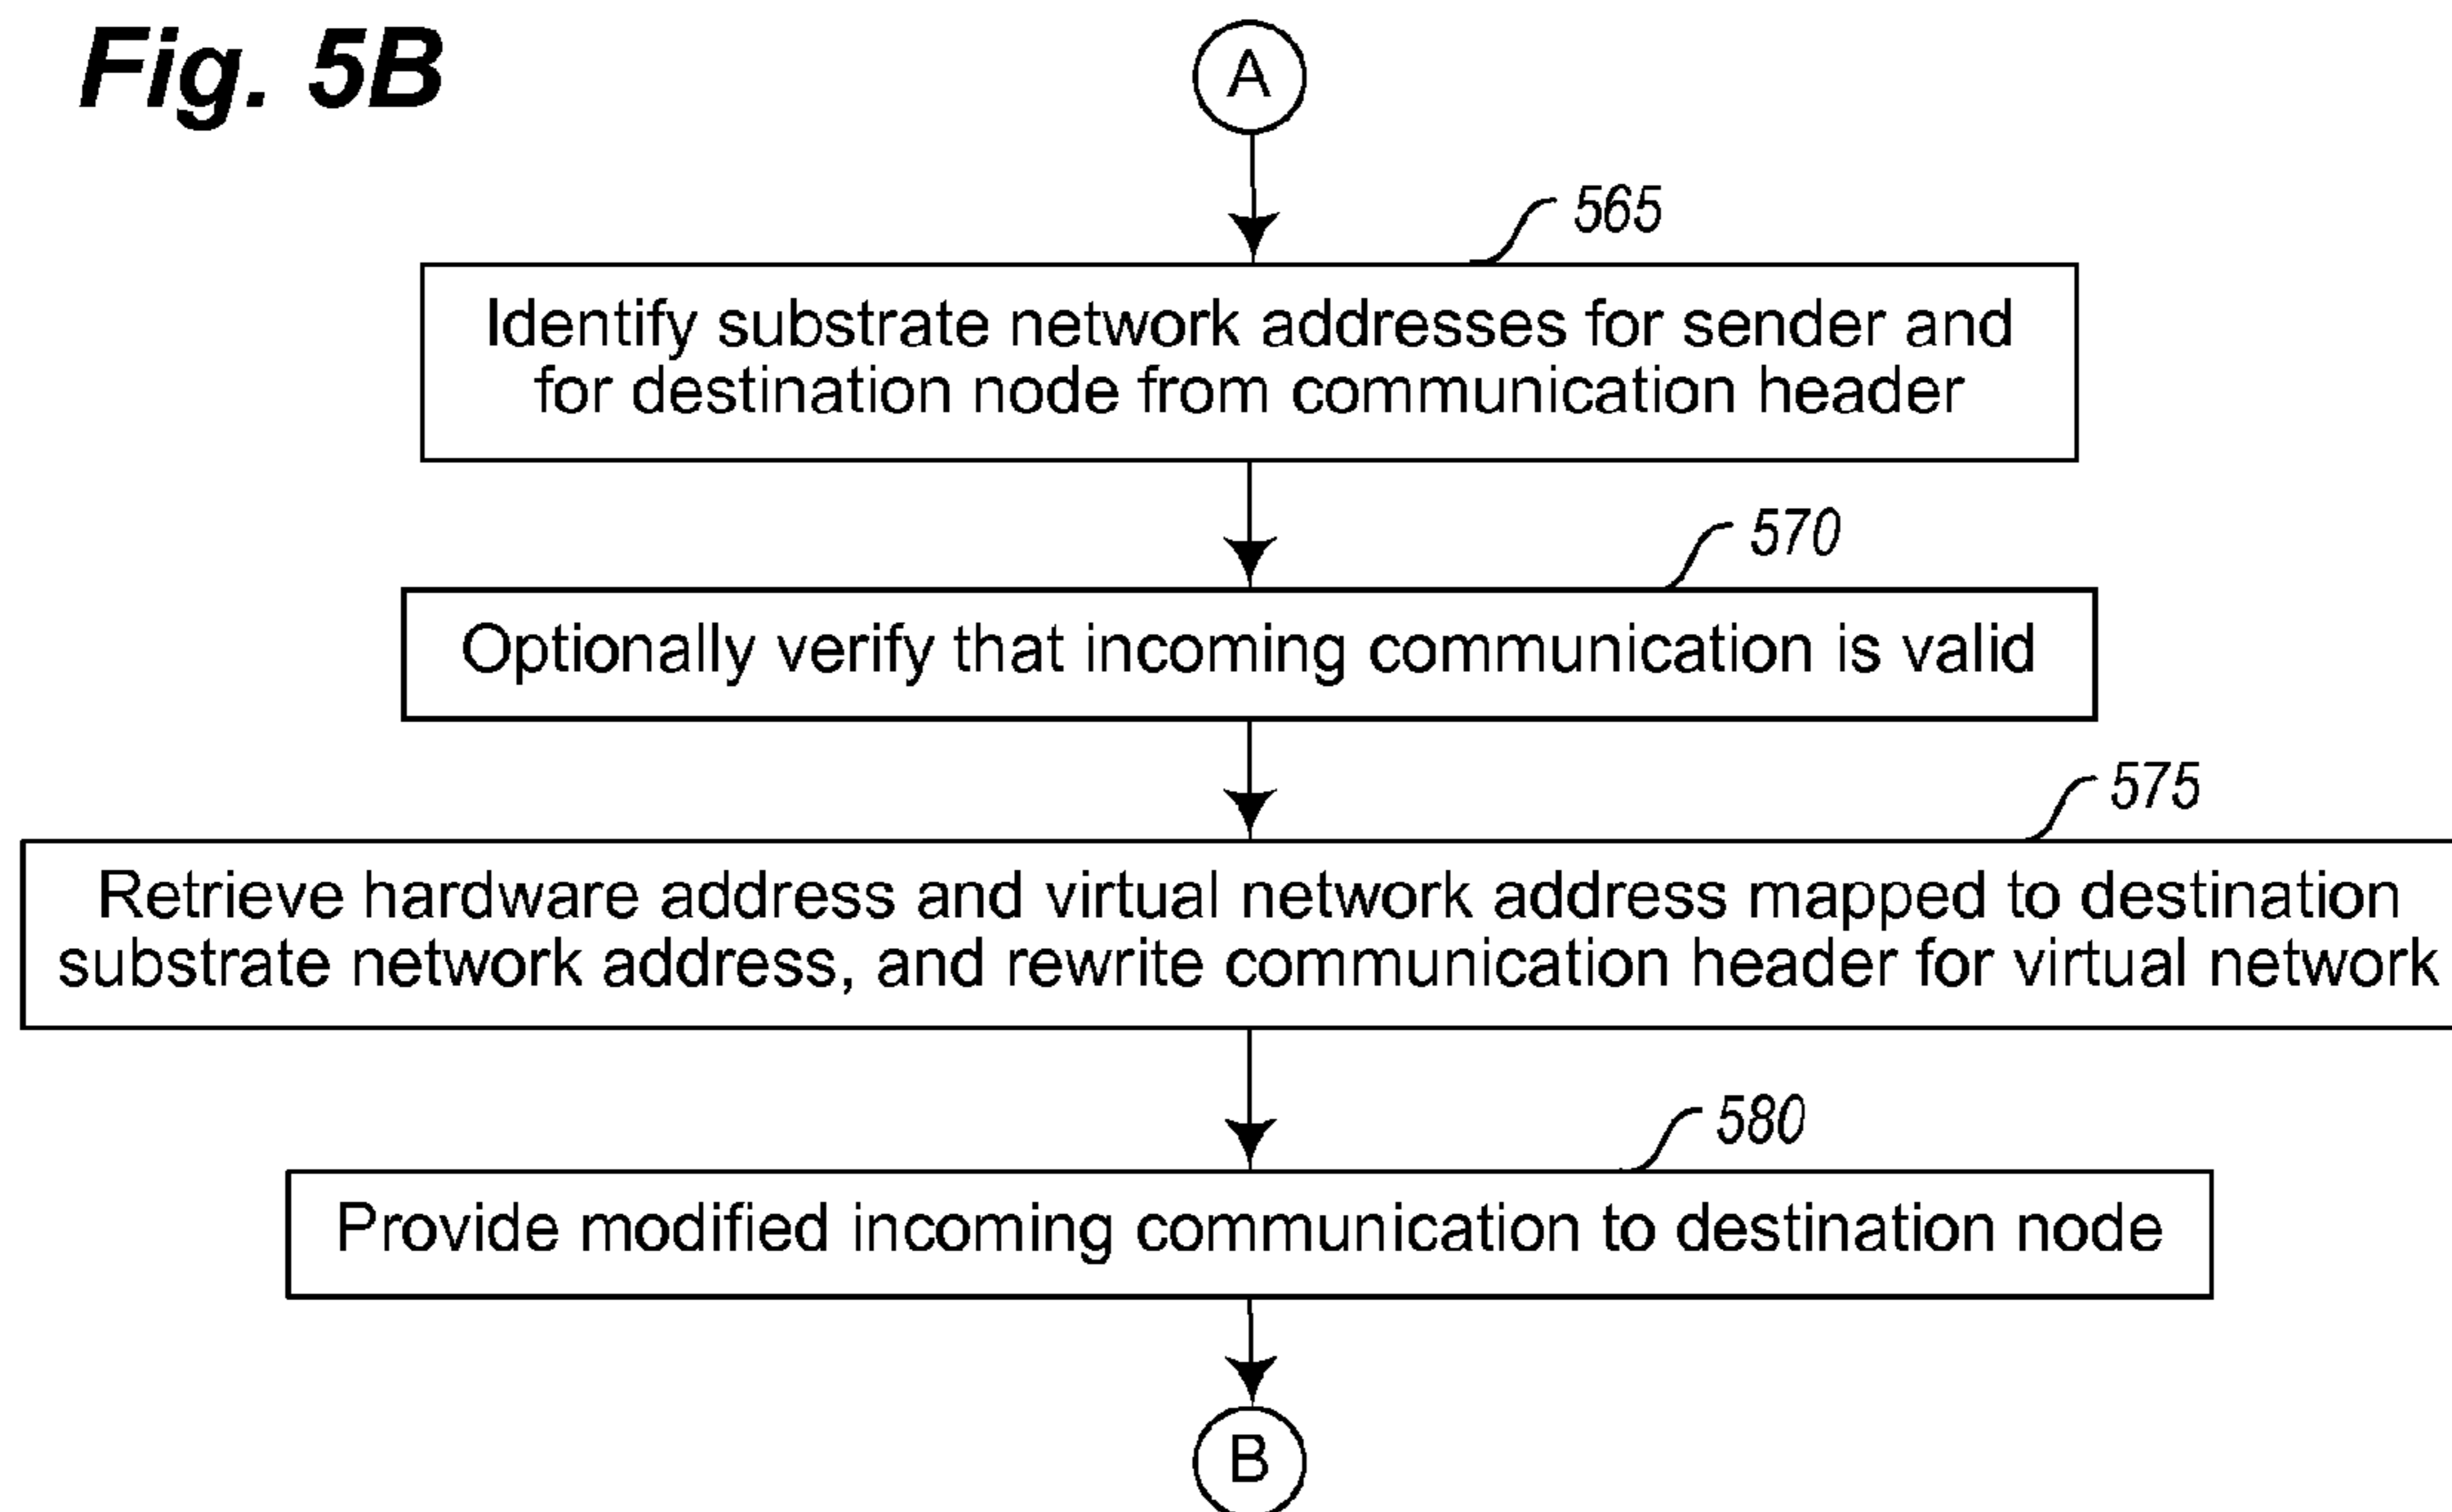 Fig. 5B
A
565
Identify substrate network addresses for sender and
for destination node from communication header
570
Optionally verify that incoming communication is valid
575
Retrieve hardware address and virtual network address mapped to destination
substrate network address, and rewrite communication header for virtual network
580
Provide modified incoming communication to destination node
B